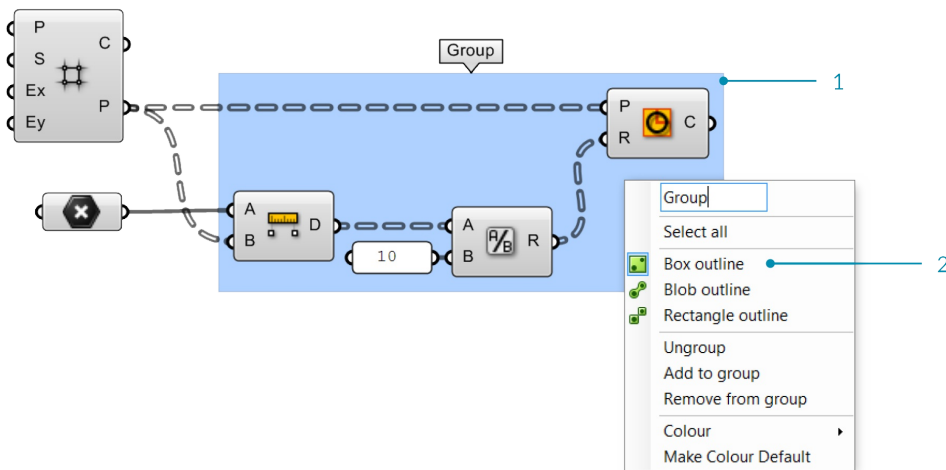 P
S
Ex
Ey
C
P
Group
1
P
R
C
A
B
D
10
A
B
A/B
R
Group
Select all
Box outline
2
Blob outline
Rectangle outline
Ungroup
Add to group
Remove from group
Colour
Make Colour Default